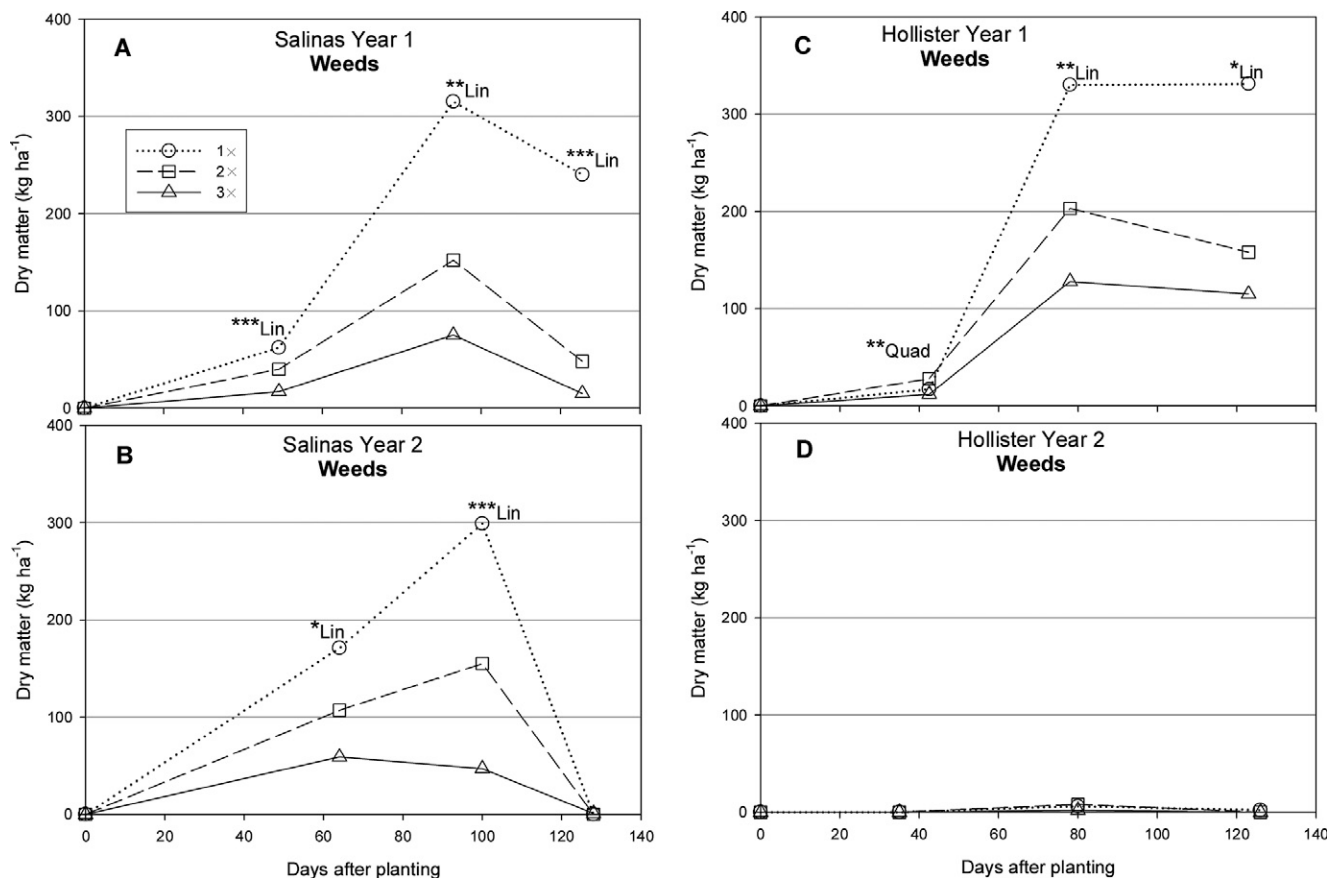 A
Salinas Year 1
Weeds
400
300
200
100
0
Dry matter (kg ha⁻¹)
1×
2×
3×
***Lin
**Lin
***Lin
B
Salinas Year 2
Weeds
400
300
200
100
0
Dry matter (kg ha⁻¹)
*Lin
***Lin
0 20 40 60 80 100 120 140
Days after planting
C
Hollister Year 1
Weeds
400
300
200
100
0
Dry matter (kg ha⁻¹)
**Quad
**Lin
*Lin
D
Hollister Year 2
Weeds
400
300
200
100
0
Dry matter (kg ha⁻¹)
0 20 40 60 80 100 120 140
Days after planting